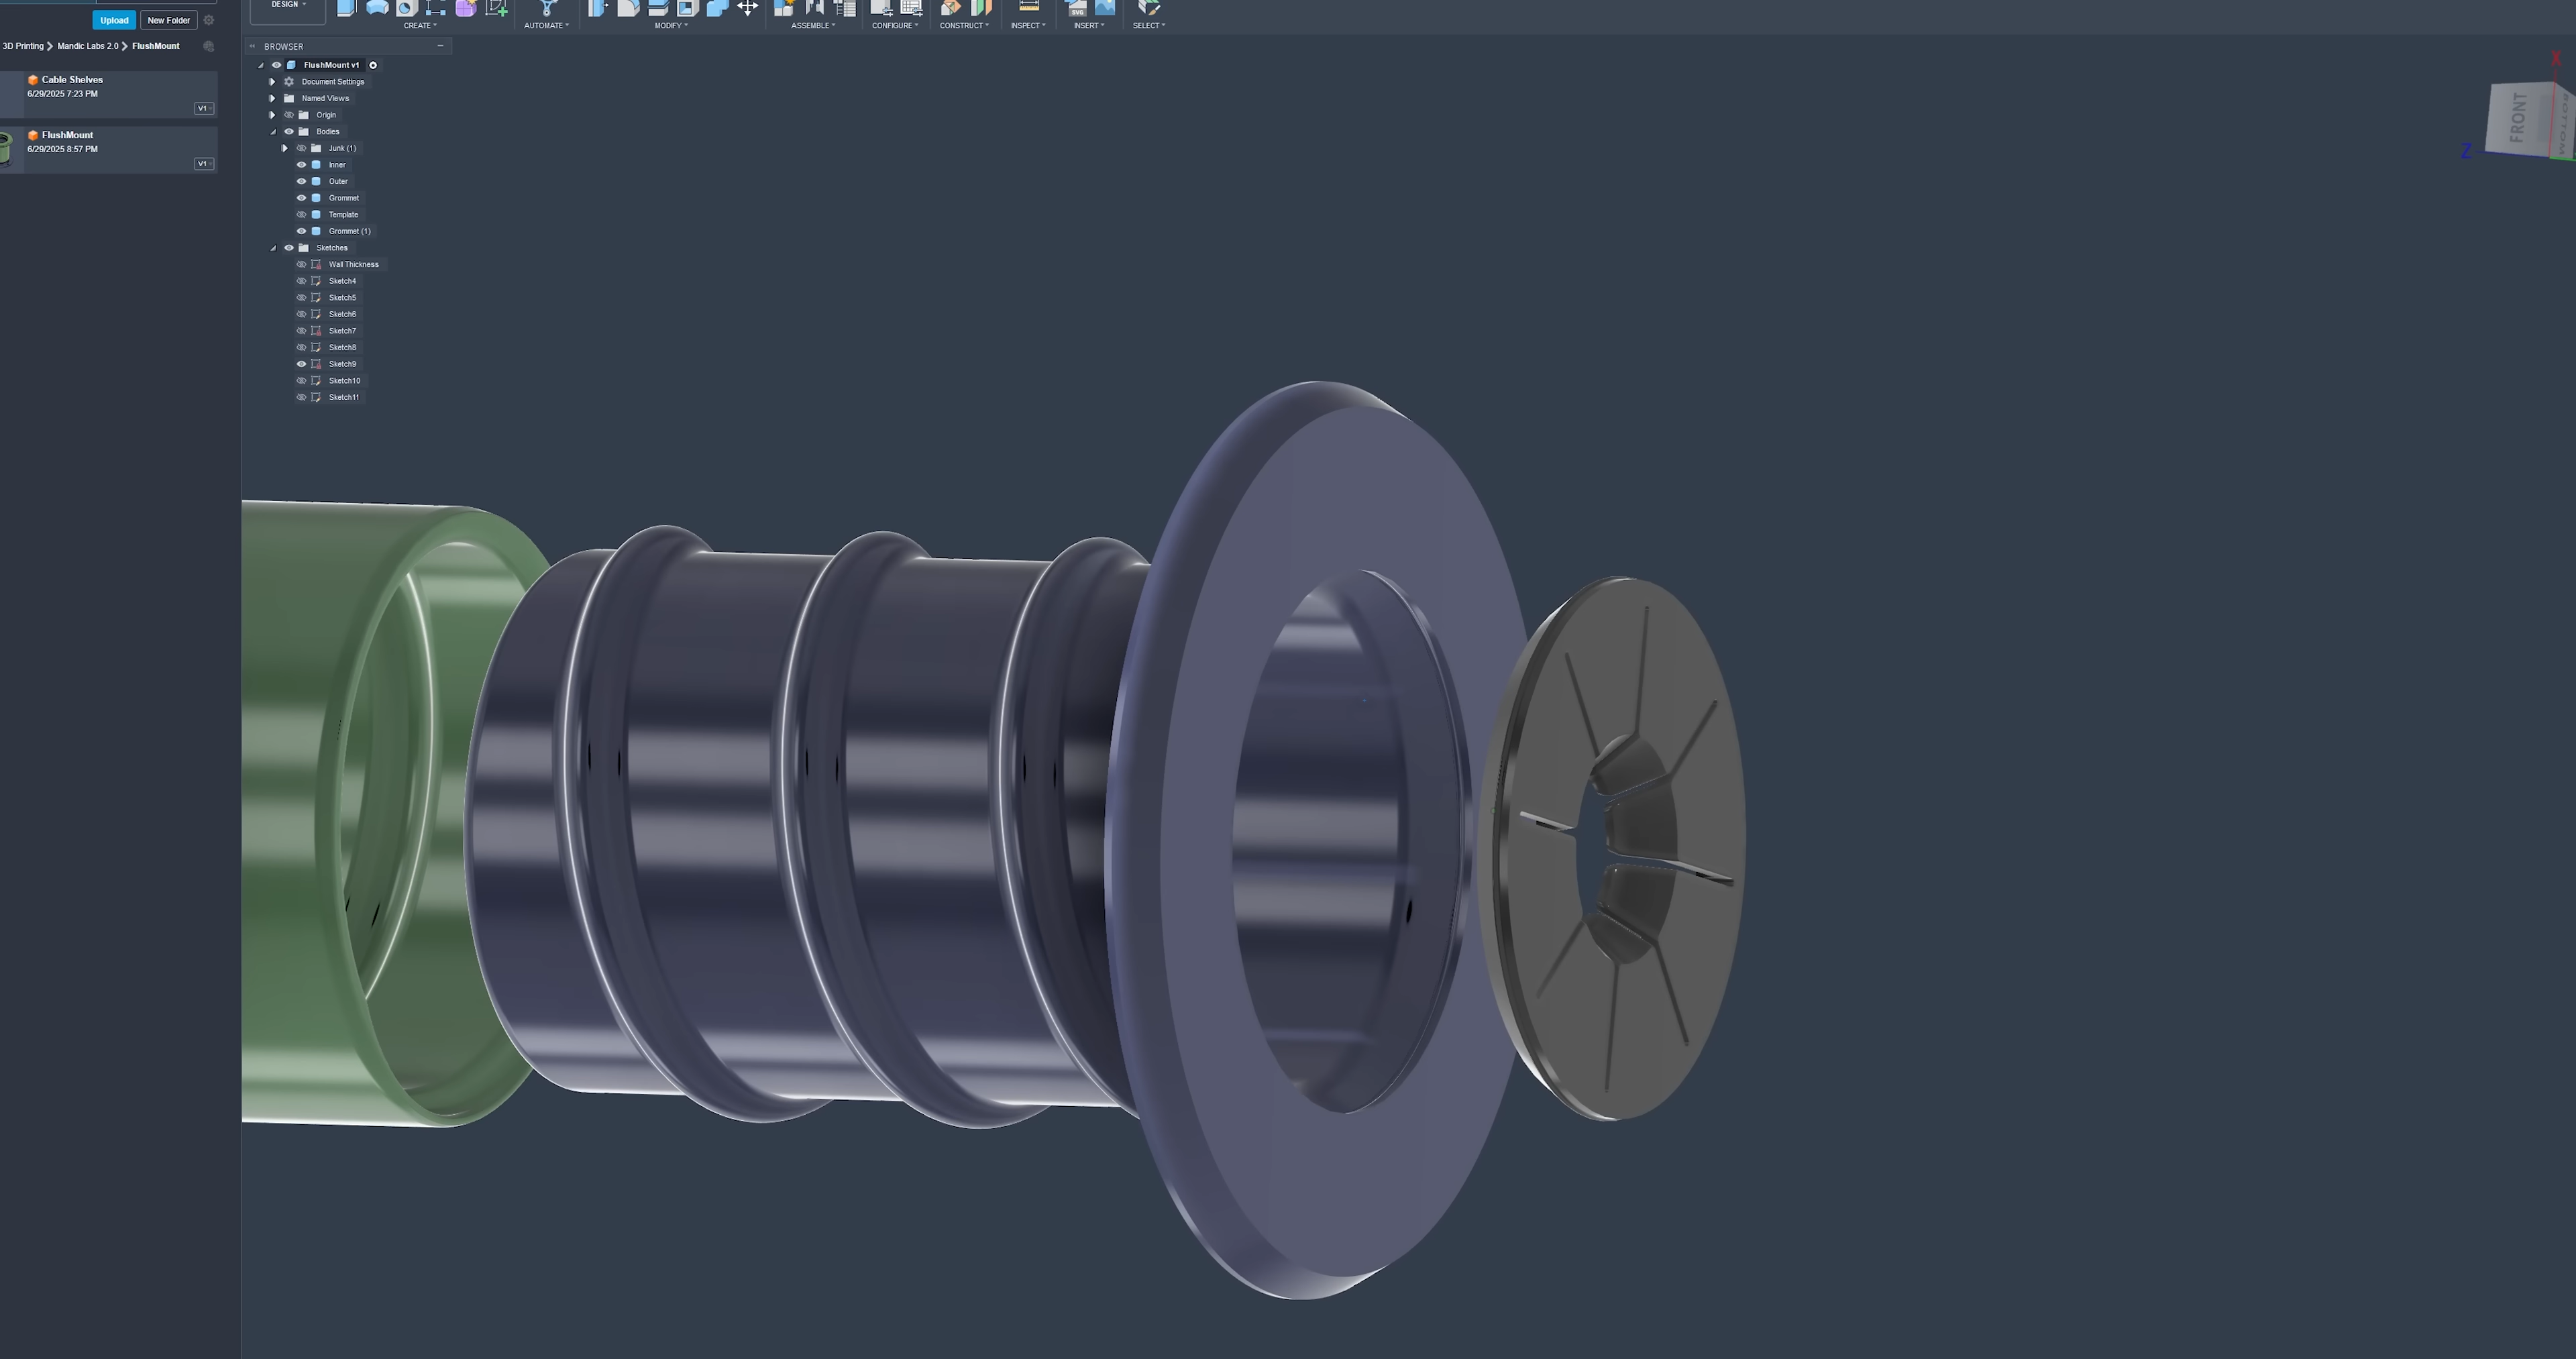 DESIGN
CREATE
AUTOMATE
MODIFY
ASSEMBLE
CONFIGURE
CONSTRUCT
INSPECT
INSERT
SELECT
SVG
Upload
New Folder
3D Printing > Mandic Labs 2.0 > FlushMount
Cable Shelves
6/29/2025 7:23 PM
V1
FlushMount
6/29/2025 8:57 PM
V1
BROWSER
FlushMount v1
Document Settings
Named Views
Origin
Bodies
Junk (1)
Inner
Outer
Grommet
Template
Grommet (1)
Sketches
Wall Thickness
Sketch4
Sketch5
Sketch6
Sketch7
Sketch8
Sketch9
Sketch10
Sketch11
X
FRONT
BOTTOM
Z